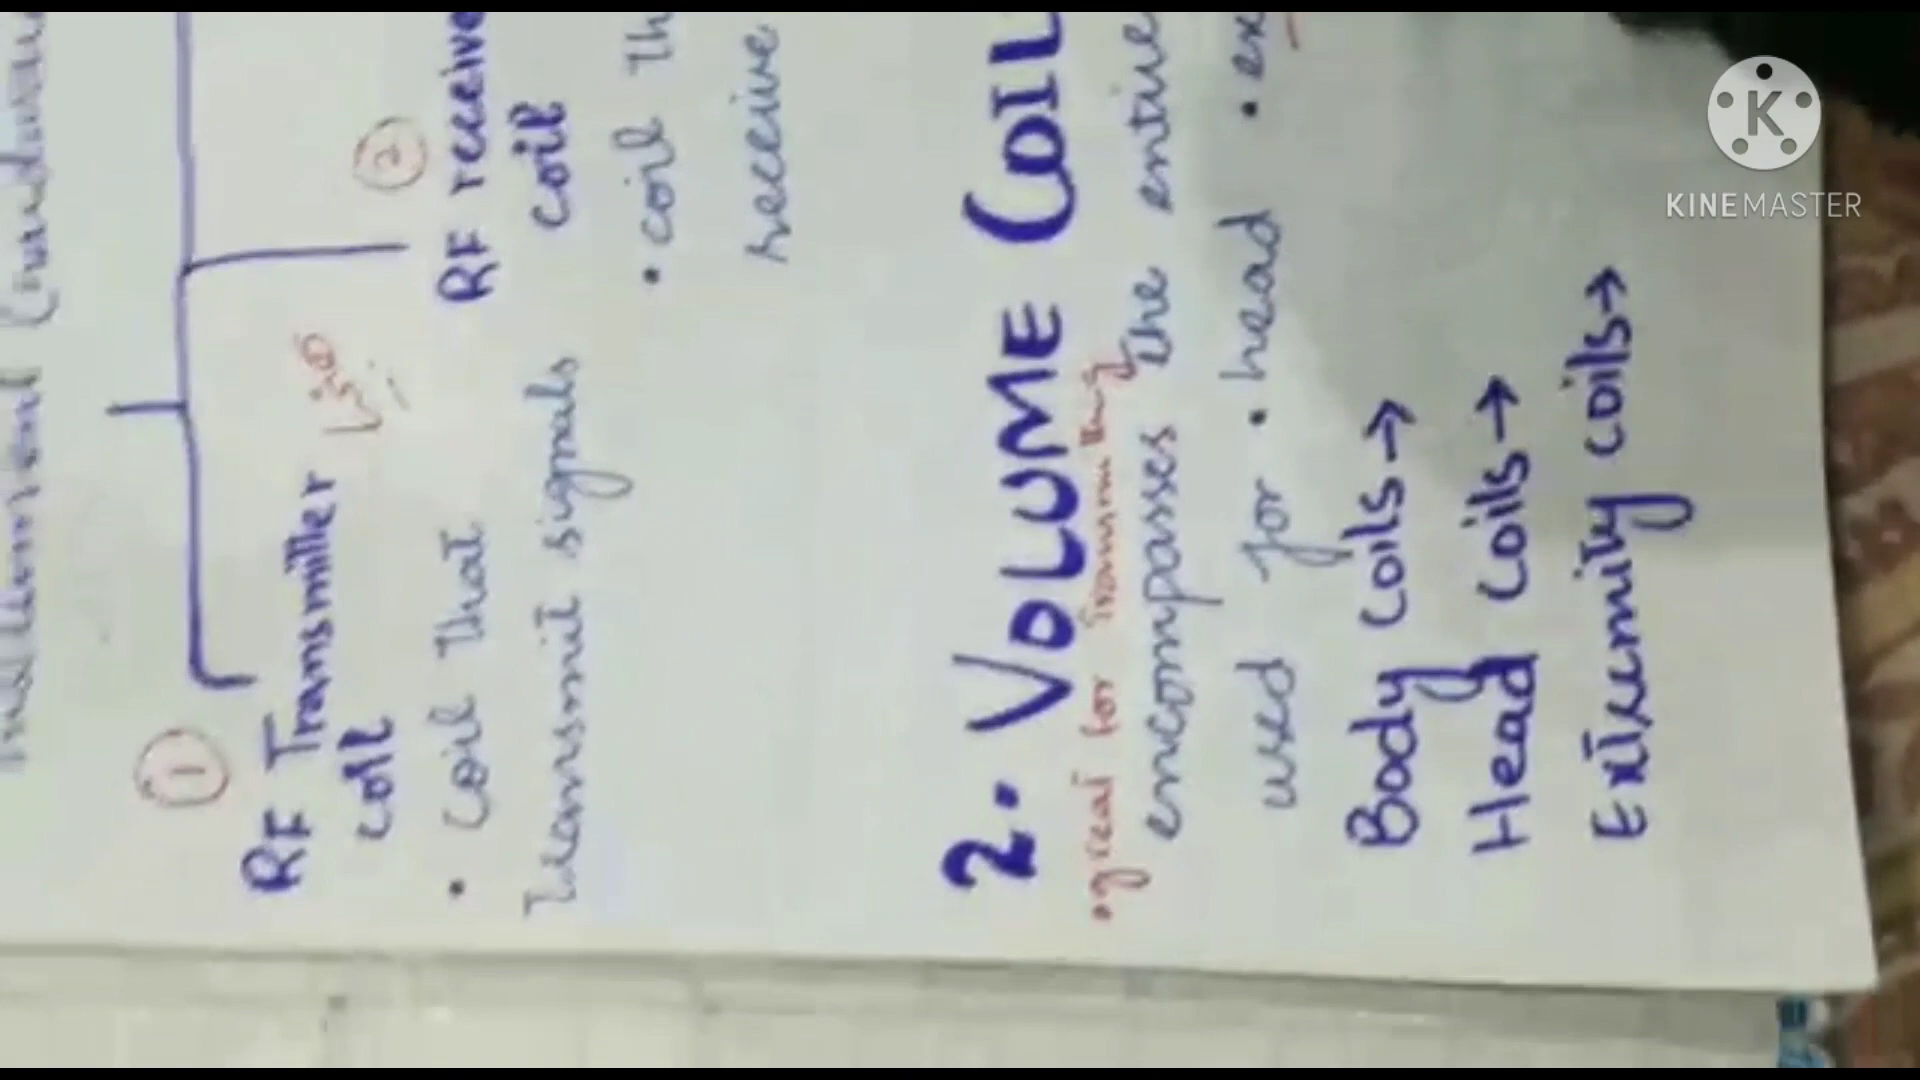 ①
RF Transmitter
coil
• Coil that
transmit signals
②
RF receive
coil
• coil th
receive
2. VOLUME COIL
• great for Transmitting
encompasses the entire
used for • head • ex
Body coils→
Head coils→
Extremity coils→
K
KINEMASTER